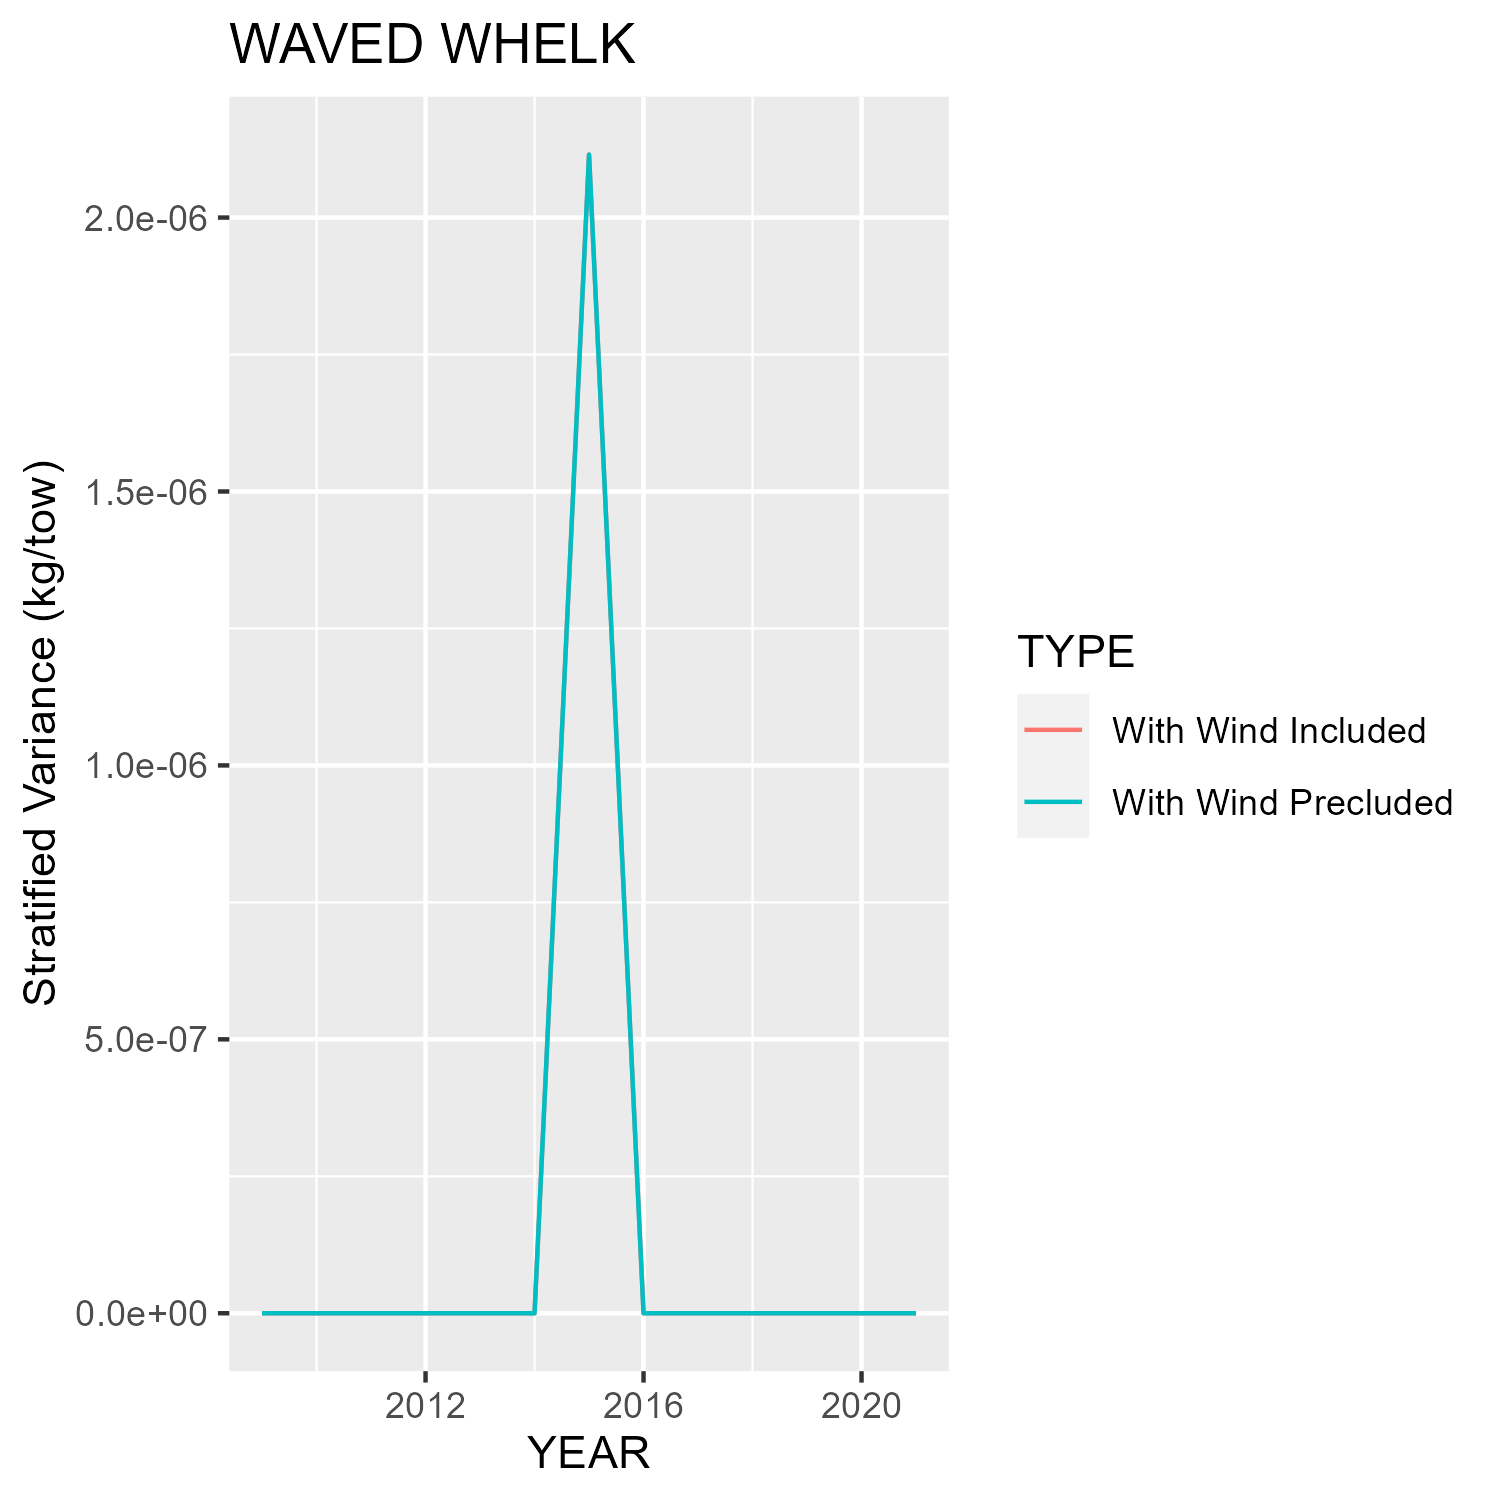 WAVED WHELK
Stratified Variance (kg/tow)
2.0e-06
1.5e-06
1.0e-06
5.0e-07
0.0e+00
2012 2016 2020
YEAR
TYPE
With Wind Included
With Wind Precluded